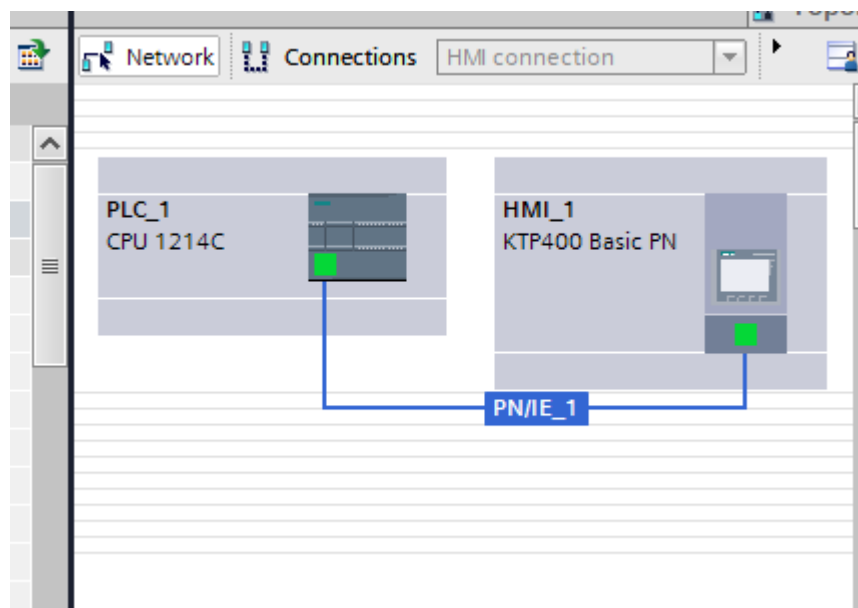 Network
Connections
HMI connection
PLC_1
CPU 1214C
HMI_1
KTP400 Basic PN
PN/IE_1